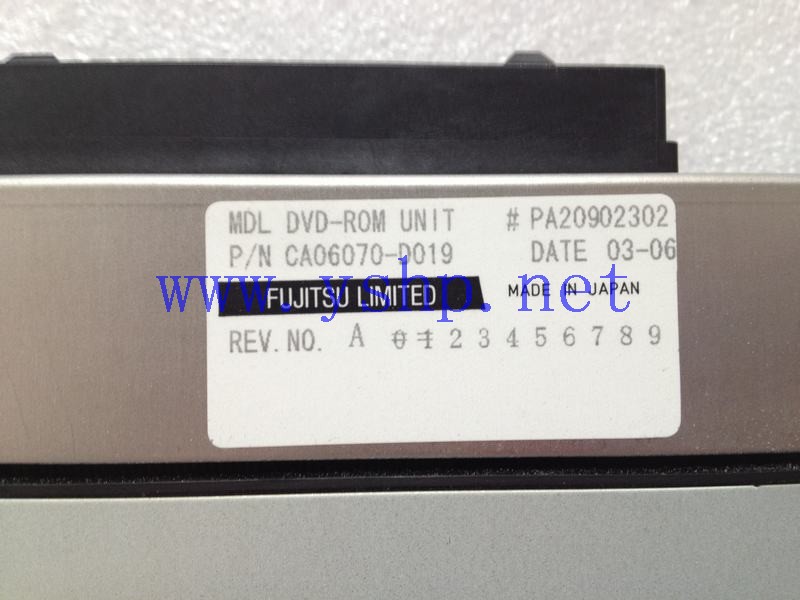 MDL DVD-ROM UNIT # PA20902302
P/N CA06070-D019 DATE 03-06
www.yshp.net
FUJITSU LIMITED MADE IN JAPAN
REV. NO. A 0 1 2 3 4 5 6 7 8 9